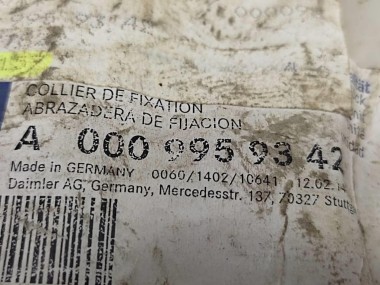 COLLIER DE FIXATION
ABRAZADERA DE FIJACION
A 000 995 93 42
Made in GERMANY 0060/1402/10641 12.02.14
Daimler AG, Germany, Mercedesstr. 137, 70327 Stuttg